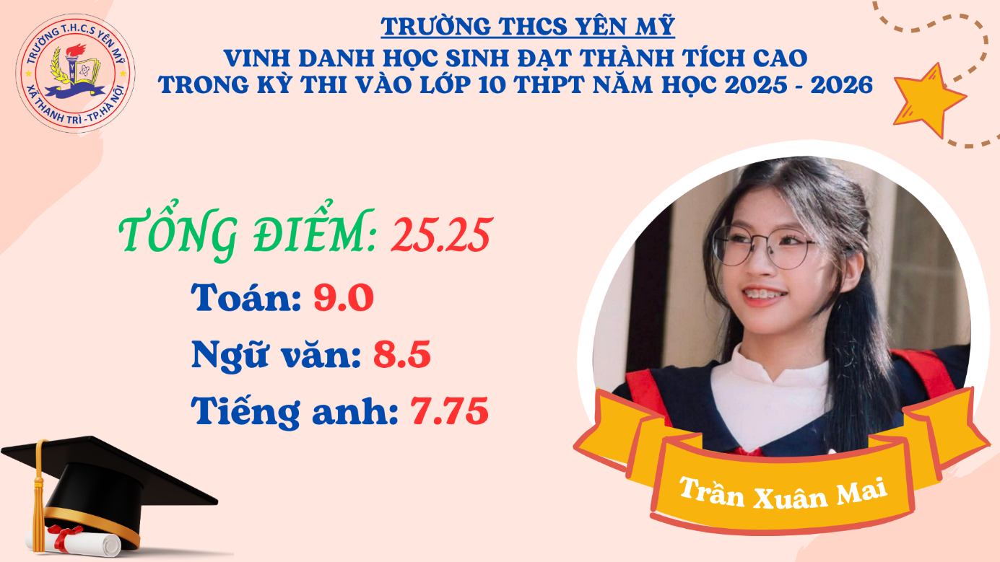 TRƯỜNG T.H.C.S YÊN MỸ
XÃ THANH TRÌ -TP.HÀ NỘI
TRƯỜNG THCS YÊN MỸ
VINH DANH HỌC SINH ĐẠT THÀNH TÍCH CAO
TRONG KỲ THI VÀO LỚP 10 THPT NĂM HỌC 2025 - 2026
TỔNG ĐIỂM: 25.25
Toán: 9.0
Ngữ văn: 8.5
Tiếng anh: 7.75
Trần Xuân Mai